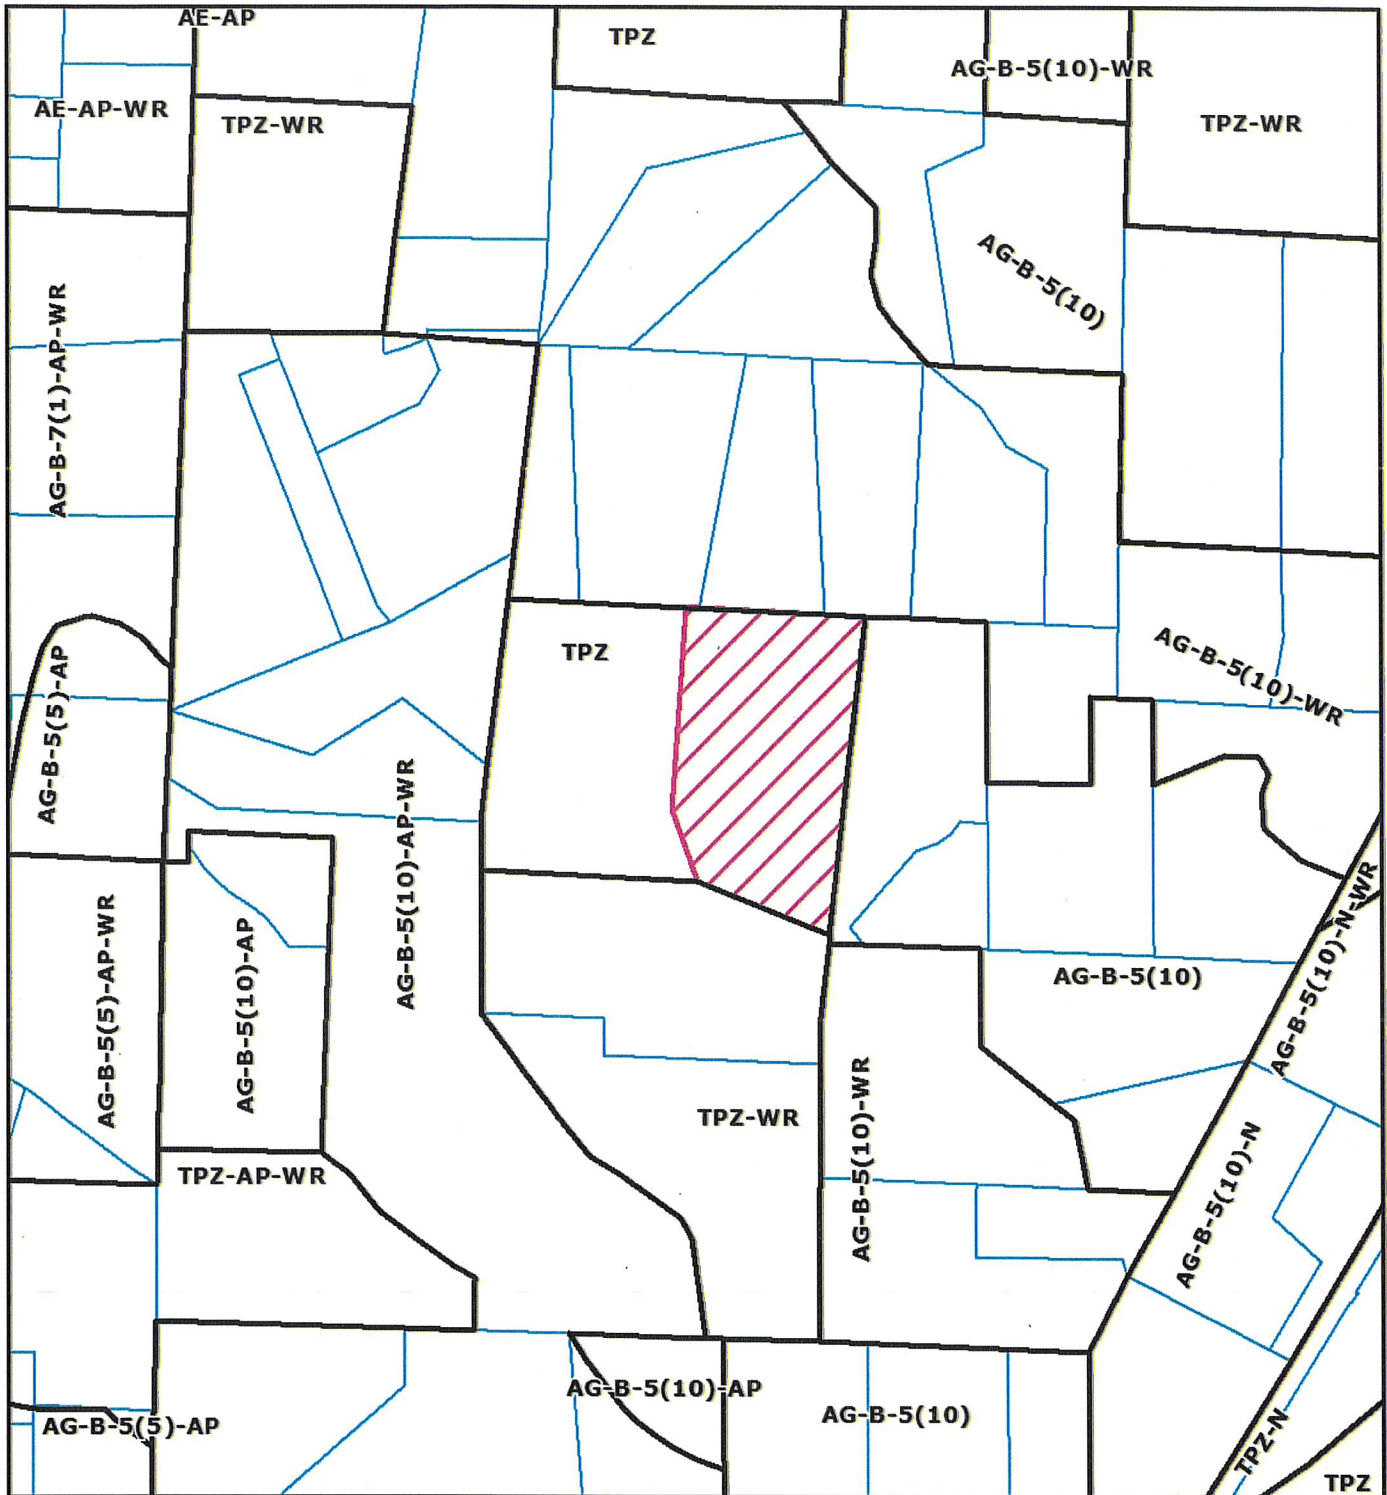 AE-AP
TPZ
AG-B-5(10)-WR
AE-AP-WR
TPZ-WR
TPZ-WR
AG-B-5(10)
AG-B-7(1)-AP-WR
TPZ
AG-B-5(10)-WR
AG-B-5(5)-AP
AG-B-5(10)-AP-WR
AG-B-5(10)-N-WR
AG-B-5(5)-AP-WR
AG-B-5(10)-AP
AG-B-5(10)
TPZ-WR
AG-B-5(10)-WR
AG-B-5(10)-N
TPZ-AP-WR
AG-B-5(10)-AP
AG-B-5(10)
AG-B-5(5)-AP
TPZ-N
TPZ